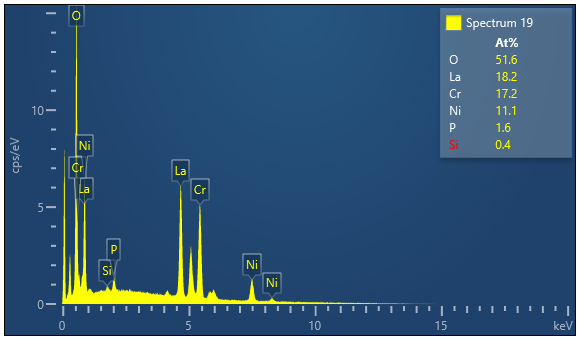 Spectrum 19
At%
O 51.6
La 18.2
Cr 17.2
Ni 11.1
P 1.6
Si 0.4
O
Ni
Cr
La
P
Si
La
Cr
Ni
Ni
cps/eV
10
5
0
0 5 10 15 keV